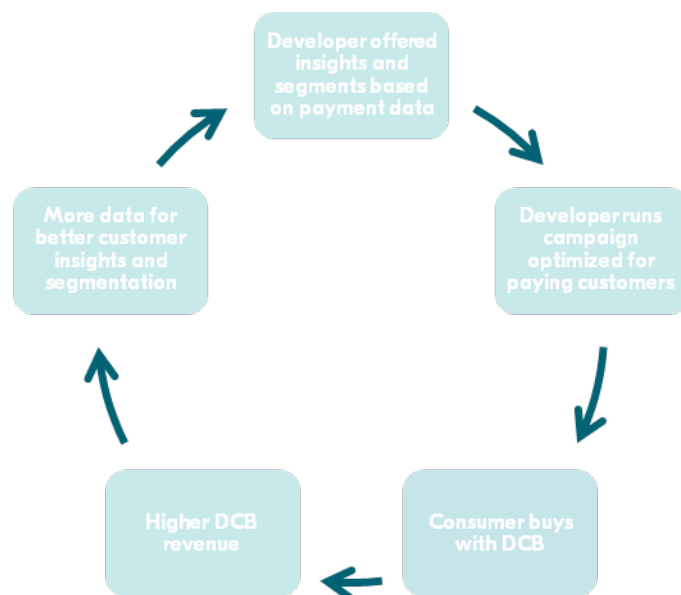 Developer offered
insights and
segments based
on payment data
Developer runs
campaign
optimized for
paying customers
Consumer buys
with DCB
Higher DCB
revenue
More data for
better customer
insights and
segmentation